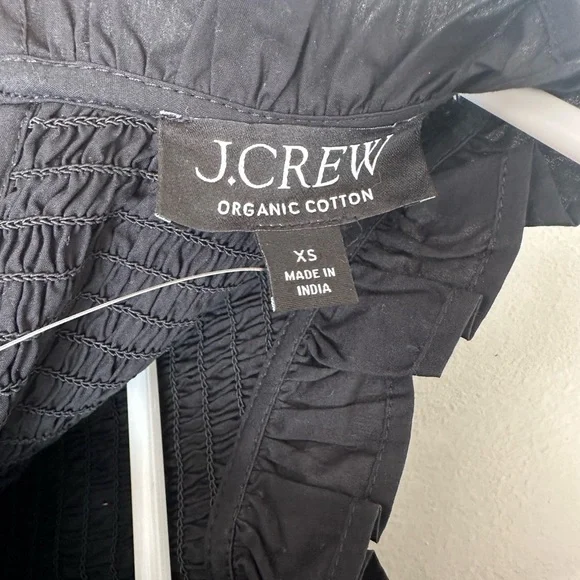 J.CREW
ORGANIC COTTON
XS
MADE IN
INDIA